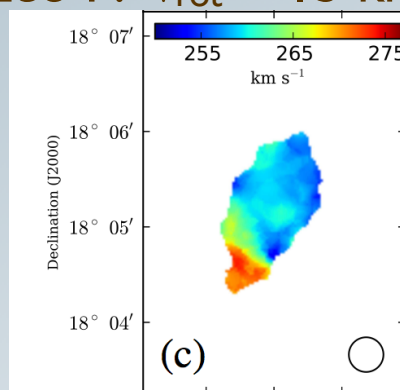 18° 07′
255 265 275
km s⁻¹
18° 06′
Declination (J2000)
18° 05′
18° 04′
(c)